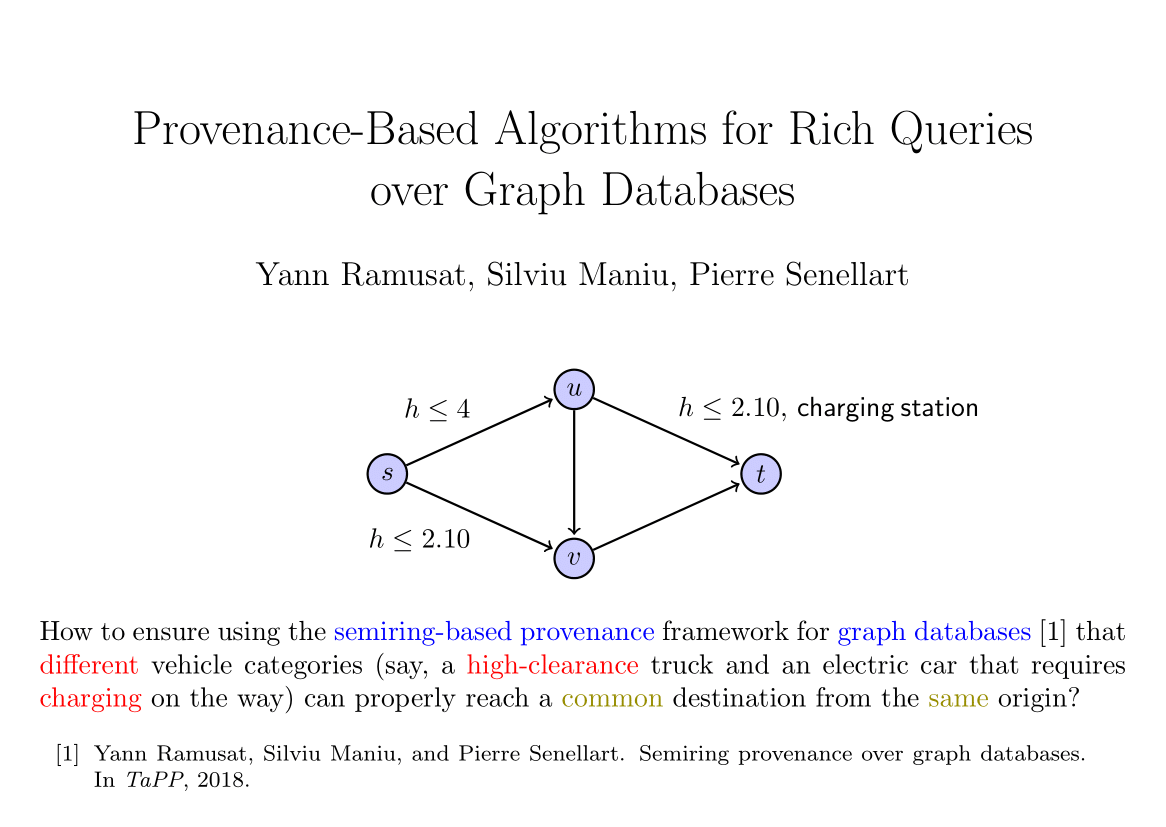 Provenance-Based Algorithms for Rich Queries
over Graph Databases
Yann Ramusat, Silviu Maniu, Pierre Senellart
u
h ≤ 4
h ≤ 2.10, charging station
s
t
h ≤ 2.10
v
How to ensure using the semiring-based provenance framework for graph databases [1] that
different vehicle categories (say, a high-clearance truck and an electric car that requires
charging on the way) can properly reach a common destination from the same origin?
[1] Yann Ramusat, Silviu Maniu, and Pierre Senellart. Semiring provenance over graph databases.
In TaPP, 2018.